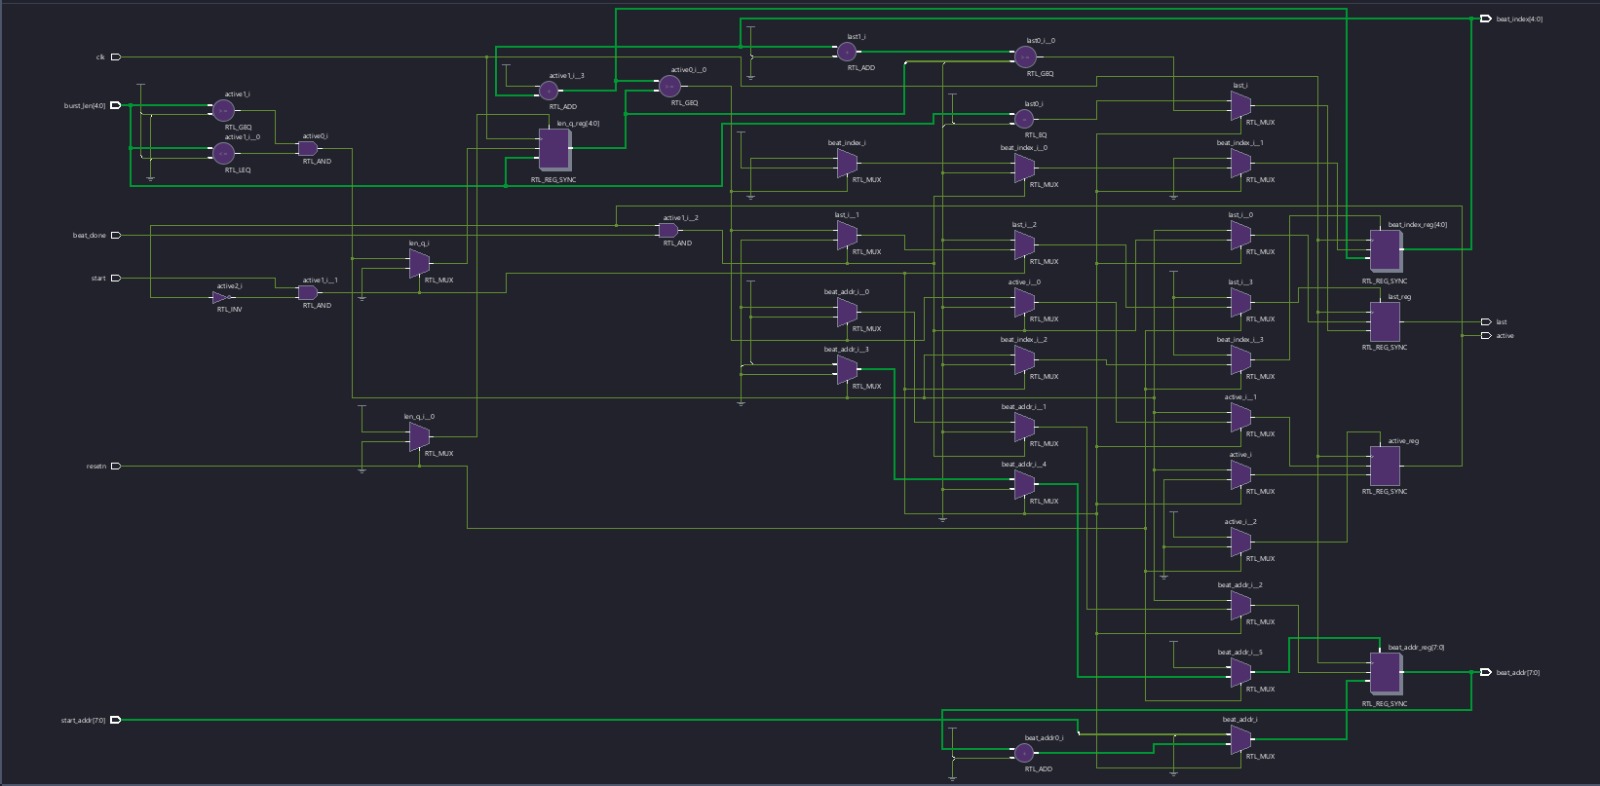 beat_index[4:0]
clk
last1_i
RTL_ADD
last0_i__0
RTL_GEQ
active1_i__3
RTL_ADD
active0_i__0
RTL_GEQ
last_i
RTL_MUX
burst_len[4:0]
active1_i
RTL_GEQ
active1_i__0
RTL_LEQ
active0_i
RTL_AND
len_q_reg[4:0]
RTL_REG_SYNC
last0_i
RTL_EQ
beat_index_i
RTL_MUX
beat_index_i__0
RTL_MUX
beat_index_i__1
RTL_MUX
beat_done
active1_i__2
RTL_AND
last_i__1
RTL_MUX
last_i__2
RTL_MUX
last_i__0
RTL_MUX
beat_index_reg[4:0]
RTL_REG_SYNC
len_q_i
RTL_MUX
start
active2_i
RTL_INV
active1_i__1
RTL_AND
beat_addr_i__0
RTL_MUX
active_i__0
RTL_MUX
last_i__3
RTL_MUX
last_reg
RTL_REG_SYNC
last
active
beat_addr_i__3
RTL_MUX
beat_index_i__2
RTL_MUX
beat_index_i__3
RTL_MUX
len_q_i__0
RTL_MUX
beat_addr_i__1
RTL_MUX
active_i__1
RTL_MUX
active_reg
RTL_REG_SYNC
resetn
beat_addr_i__4
RTL_MUX
active_i
RTL_MUX
active_i__2
RTL_MUX
beat_addr_i__2
RTL_MUX
beat_addr_i__5
RTL_MUX
beat_addr_reg[7:0]
RTL_REG_SYNC
beat_addr[7:0]
start_addr[7:0]
beat_addr0_i
RTL_ADD
beat_addr_i
RTL_MUX